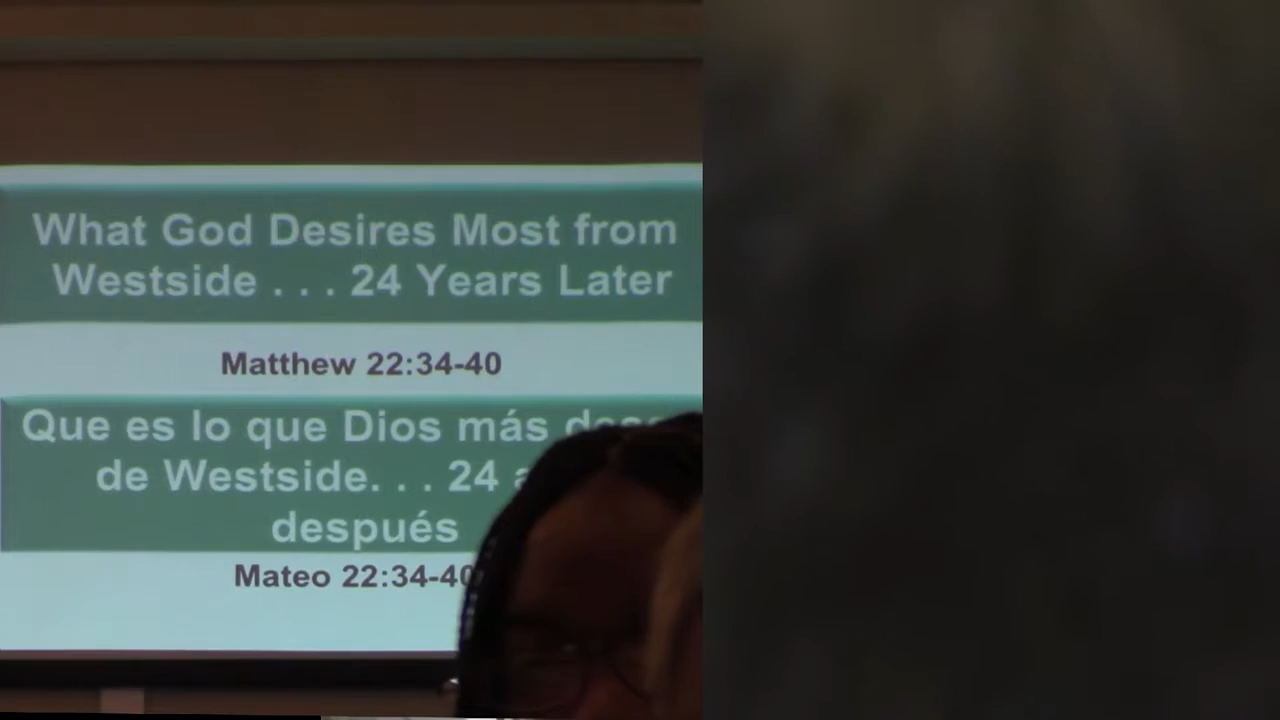 What God Desires Most from
Westside . . . 24 Years Later
Matthew 22:34-40
Que es lo que Dios más
de Westside. . . 24
después
Mateo 22:34-40